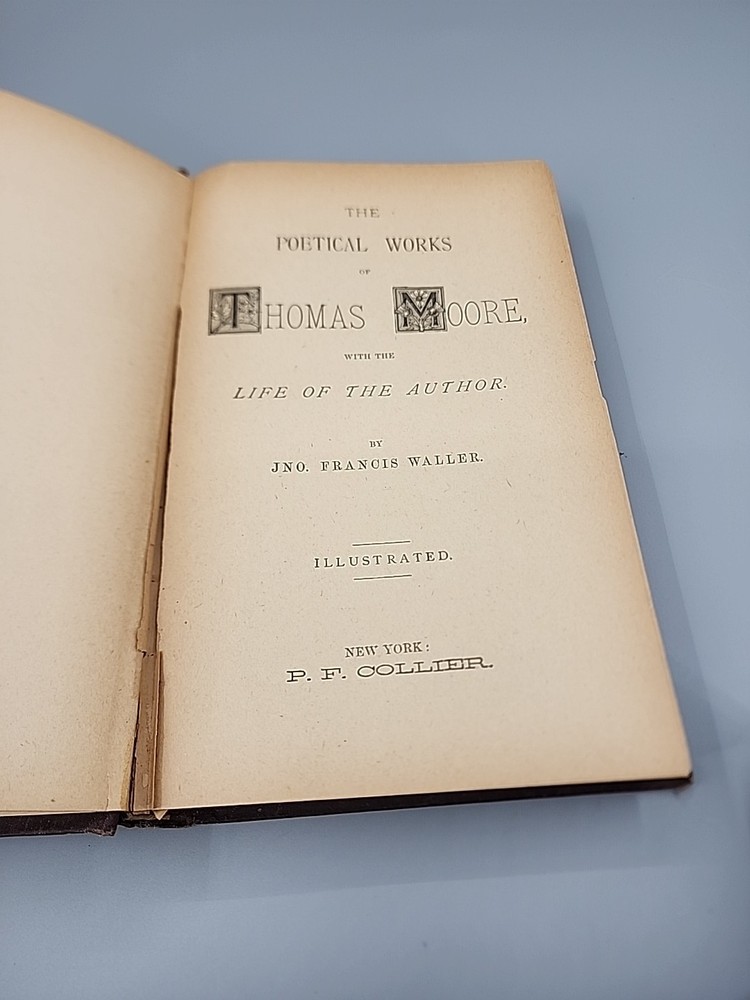 THE
POETICAL WORKS
OF
THOMAS MOORE,
WITH THE
LIFE OF THE AUTHOR.
BY
JNO. FRANCIS WALLER.
ILLUSTRATED.
NEW YORK:
P. F. COLLIER.